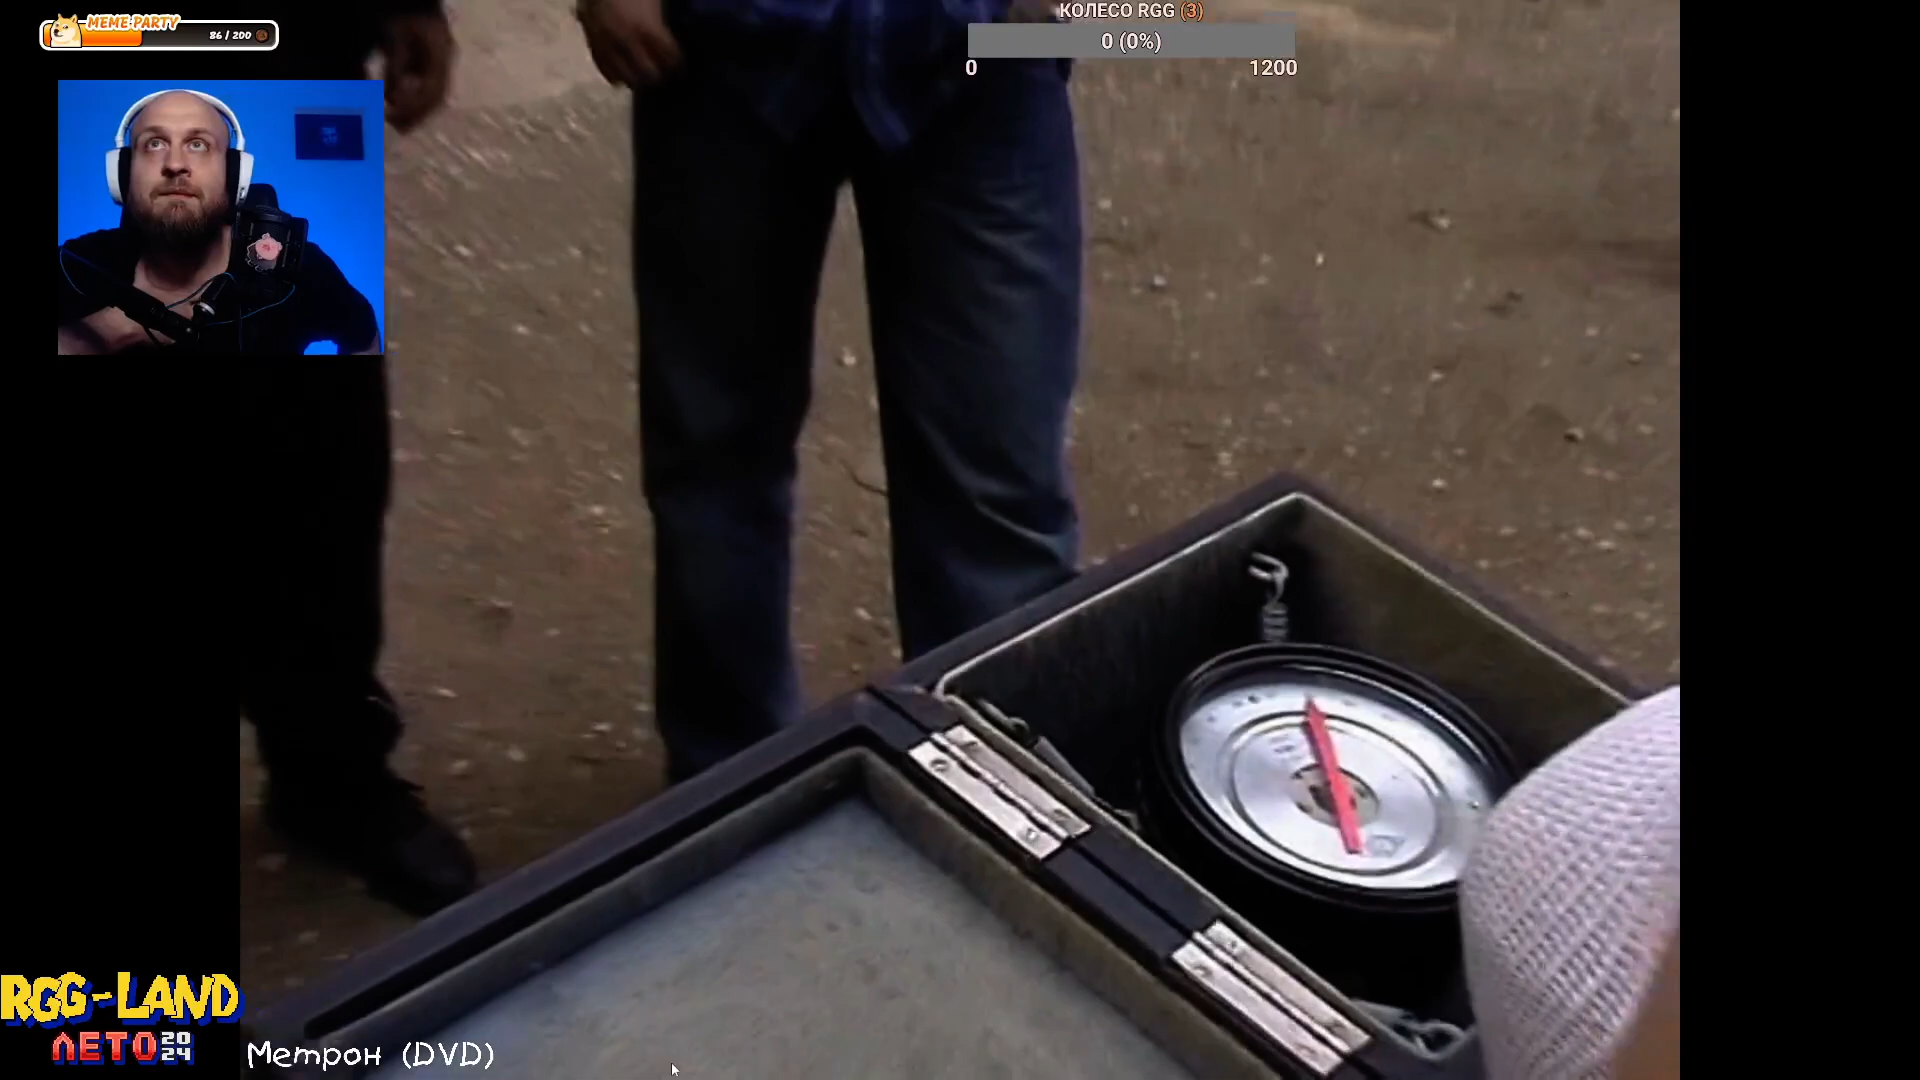 MEME PARTY
86 / 200
КОЛЕСО RGG (3)
0 (0%)
0 1200
RGG-LAND
ЛЕТО 2024
Метрон (DVD)